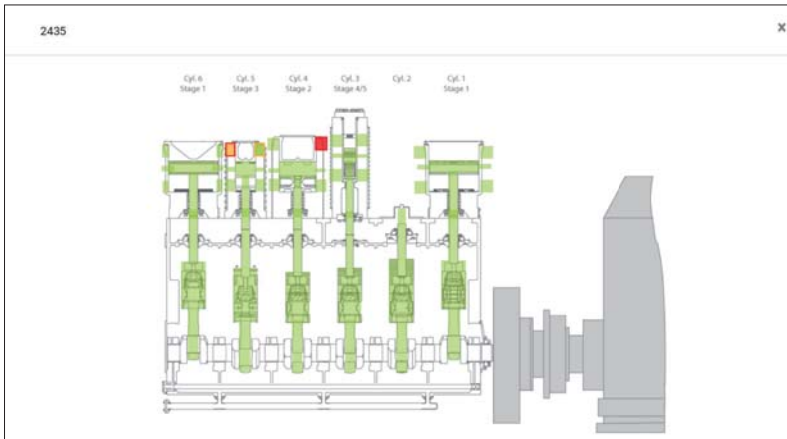 2435
x
Cyl. 6
Stage 1
Cyl. 5
Stage 3
Cyl. 4
Stage 2
Cyl. 3
Stage 4/5
Cyl. 2
Cyl. 1
Stage 1